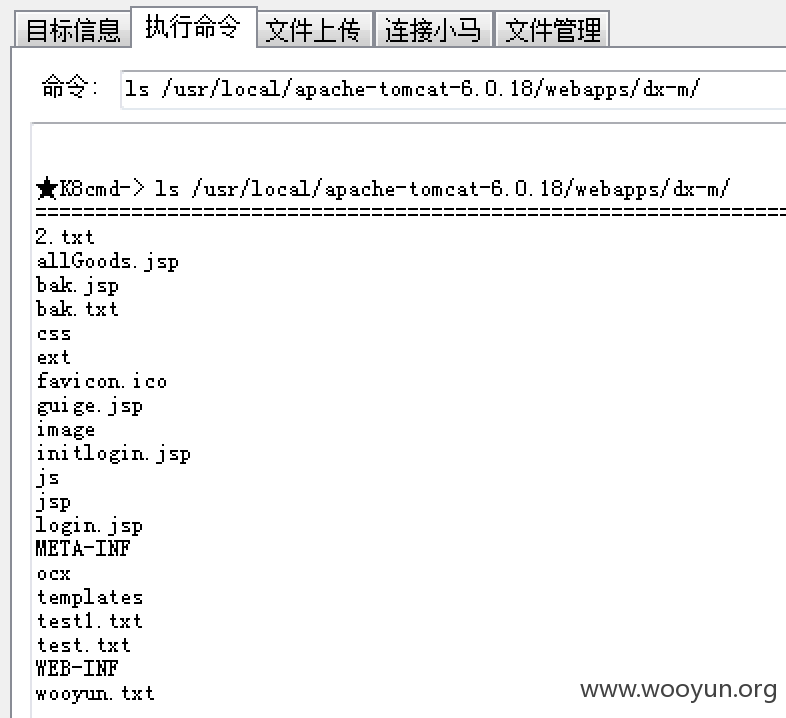 目标信息 执行命令 文件上传 连接小马 文件管理
命令: ls /usr/local/apache-tomcat-6.0.18/webapps/dx-m/
★K8cmd-> ls /usr/local/apache-tomcat-6.0.18/webapps/dx-m/
2.txt
allGoods.jsp
bak.jsp
bak.txt
css
ext
favicon.ico
guige.jsp
image
initlogin.jsp
js
jsp
login.jsp
META-INF
ocx
templates
test1.txt
test.txt
WEB-INF
wooyun.txt
www.wooyun.org